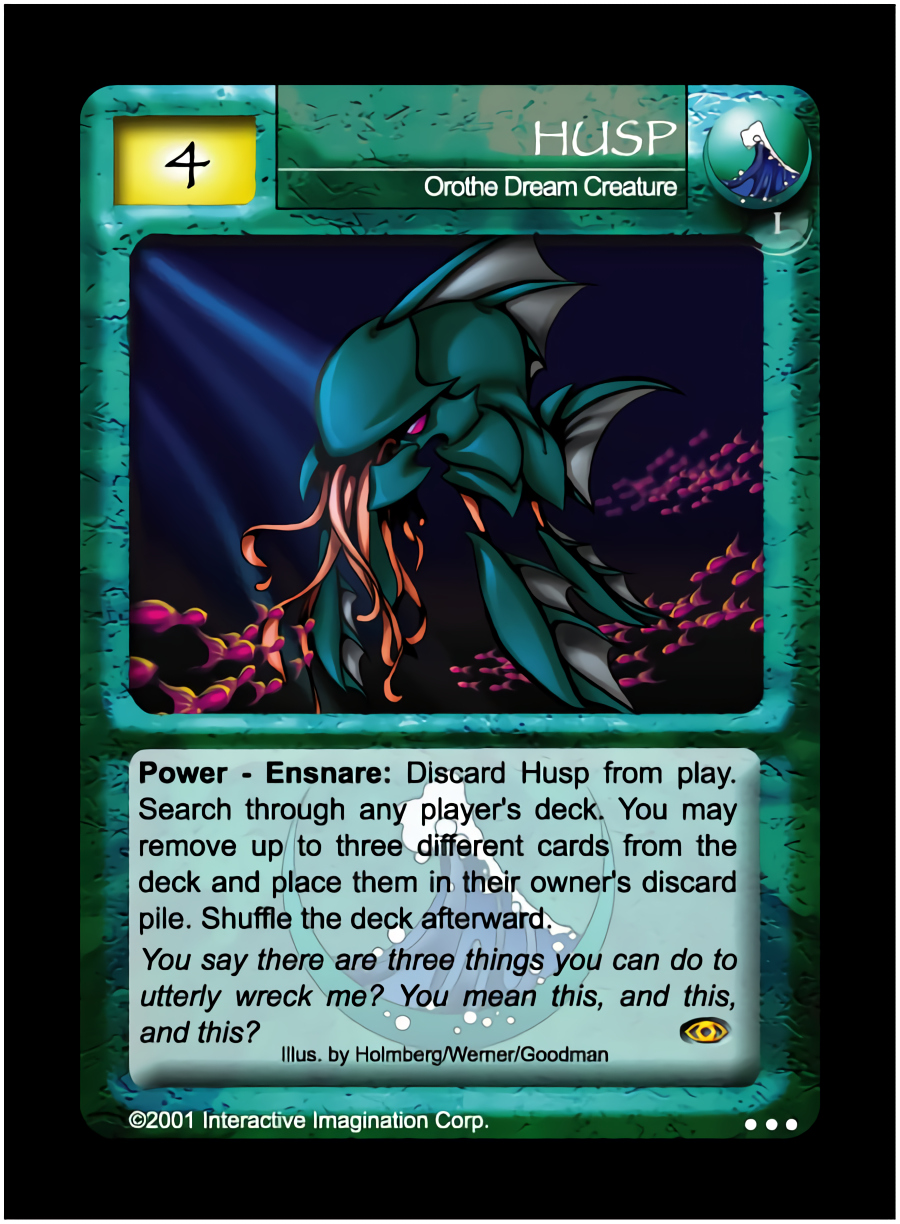 4
HUSP
Orothe Dream Creature
I
Power - Ensnare: Discard Husp from play.
Search through any player's deck. You may
remove up to three different cards from the
deck and place them in their owner's discard
pile. Shuffle the deck afterward.
You say there are three things you can do to
utterly wreck me? You mean this, and this,
and this?
Illus. by Holmberg/Werner/Goodman
©2001 Interactive Imagination Corp.